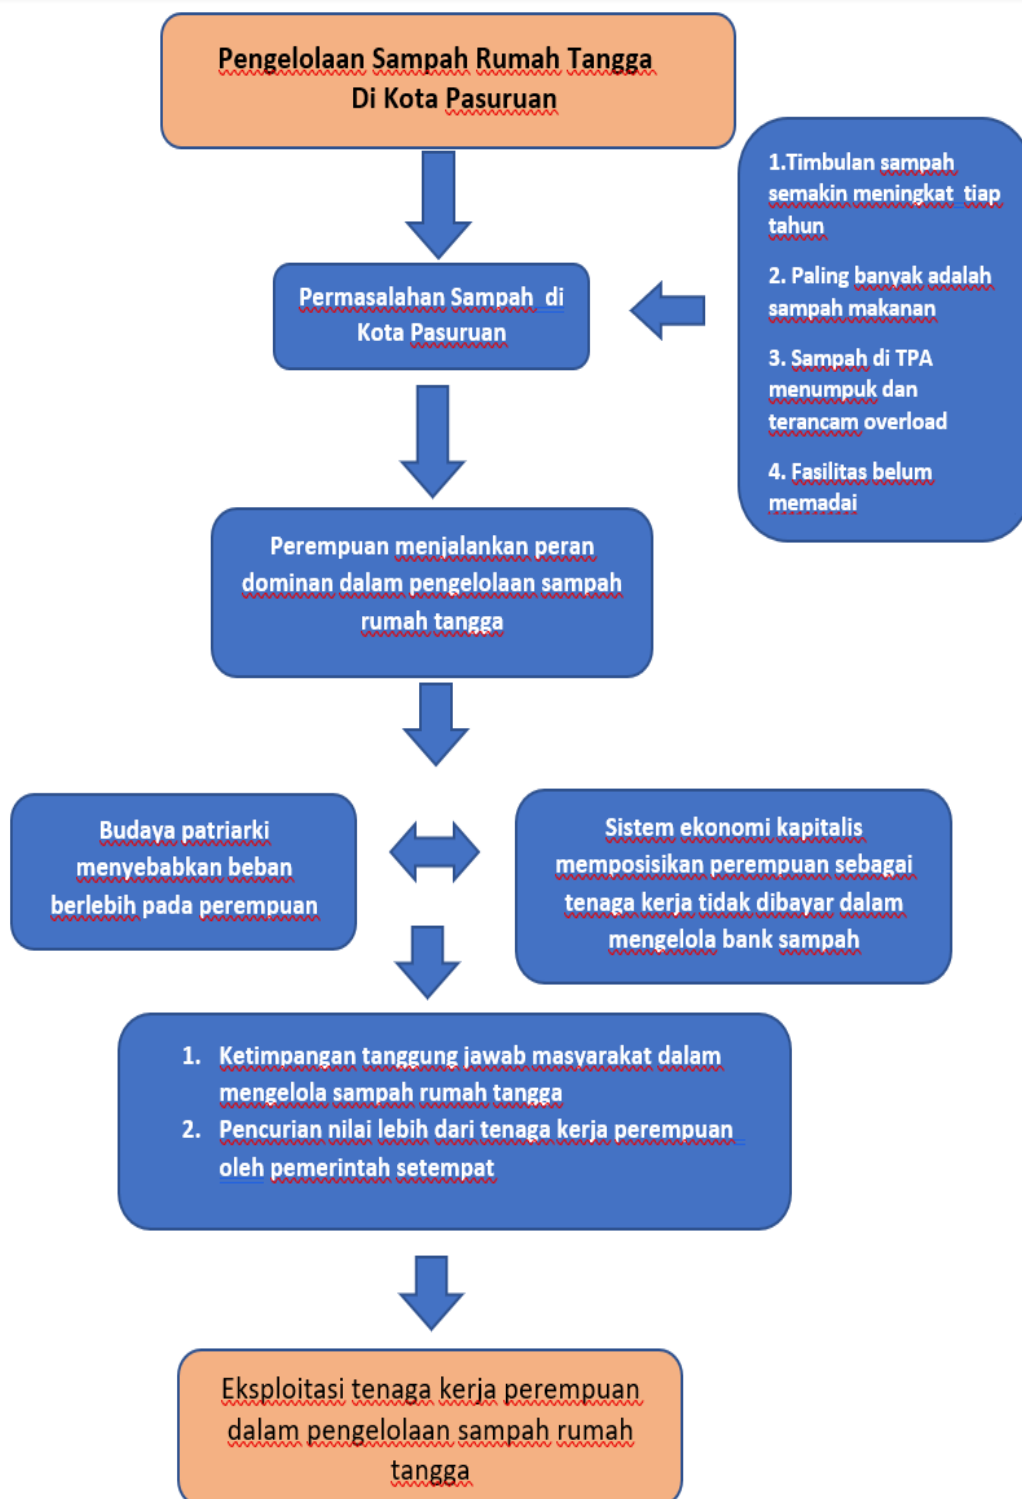 Pengelolaan Sampah Rumah Tangga
Di Kota Pasuruan
1.Timbulan sampah
semakin meningkat tiap
tahun
2. Paling banyak adalah
sampah makanan
3. Sampah di TPA
menumpuk dan
terancam overload
4. Fasilitas belum
memadai
Permasalahan Sampah di
Kota Pasuruan
Perempuan menjalankan peran
dominan dalam pengelolaan sampah
rumah tangga
Budaya patriarki
menyebabkan beban
berlebih pada perempuan
Sistem ekonomi kapitalis
memposisikan perempuan sebagai
tenaga kerja tidak dibayar dalam
mengelola bank sampah
1. Ketimpangan tanggung jawab masyarakat dalam
mengelola sampah rumah tangga
2. Pencurian nilai lebih dari tenaga kerja perempuan
oleh pemerintah setempat
Eksploitasi tenaga kerja perempuan
dalam pengelolaan sampah rumah
tangga